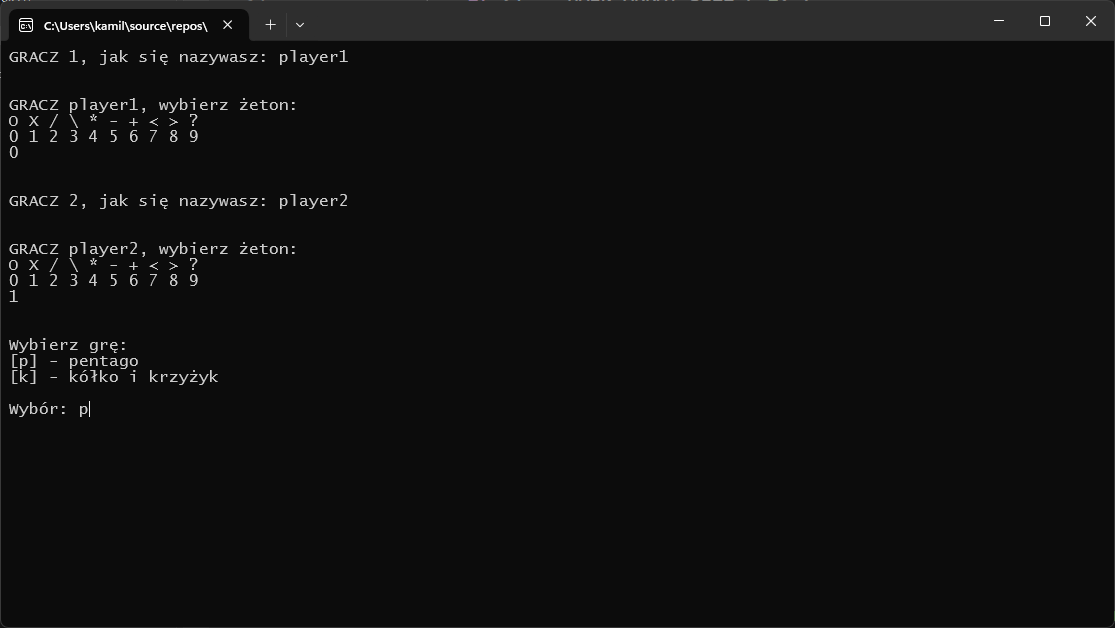 C:\Users\kamil\source\repos\
GRACZ 1, jak się nazywasz: player1
GRACZ player1, wybierz żeton:
O X / \ * - + < > ?
0 1 2 3 4 5 6 7 8 9
0
GRACZ 2, jak się nazywasz: player2
GRACZ player2, wybierz żeton:
O X / \ * - + < > ?
0 1 2 3 4 5 6 7 8 9
1
Wybierz grę:
[p] - pentago
[k] - kółko i krzyżyk
Wybór: p